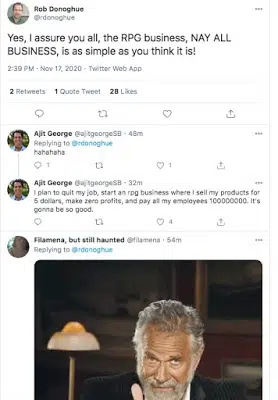 Rob Donoghue
@rdonoghue
Yes, I assure you all, the RPG business, NAY ALL
BUSINESS, is as simple as you think it is!
2:39 PM · Nov 17, 2020 · Twitter Web App
2 Retweets 1 Quote Tweet 28 Likes
Ajit George @ajitgeorgeSB · 48m
Replying to @rdonoghue
hahahaha
1 1
Ajit George @ajitgeorgeSB · 32m
I plan to quit my job, start an rpg business where I sell my products for
5 dollars, make zero profits, and pay all my employees 100000000. It's
gonna be so good.
4
Filamena, but still haunted @filamena · 54m
Replying to @rdonoghue